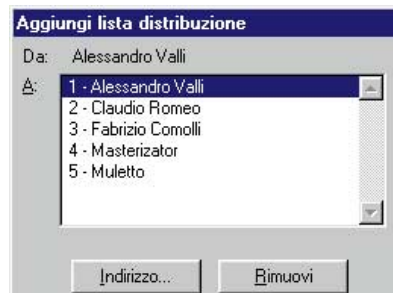 Aggiungi lista distribuzione
Da: Alessandro Valli
A: 1 - Alessandro Valli
2 - Claudio Romeo
3 - Fabrizio Comolli
4 - Masterizator
5 - Muletto
Indirizzo... Rimuovi